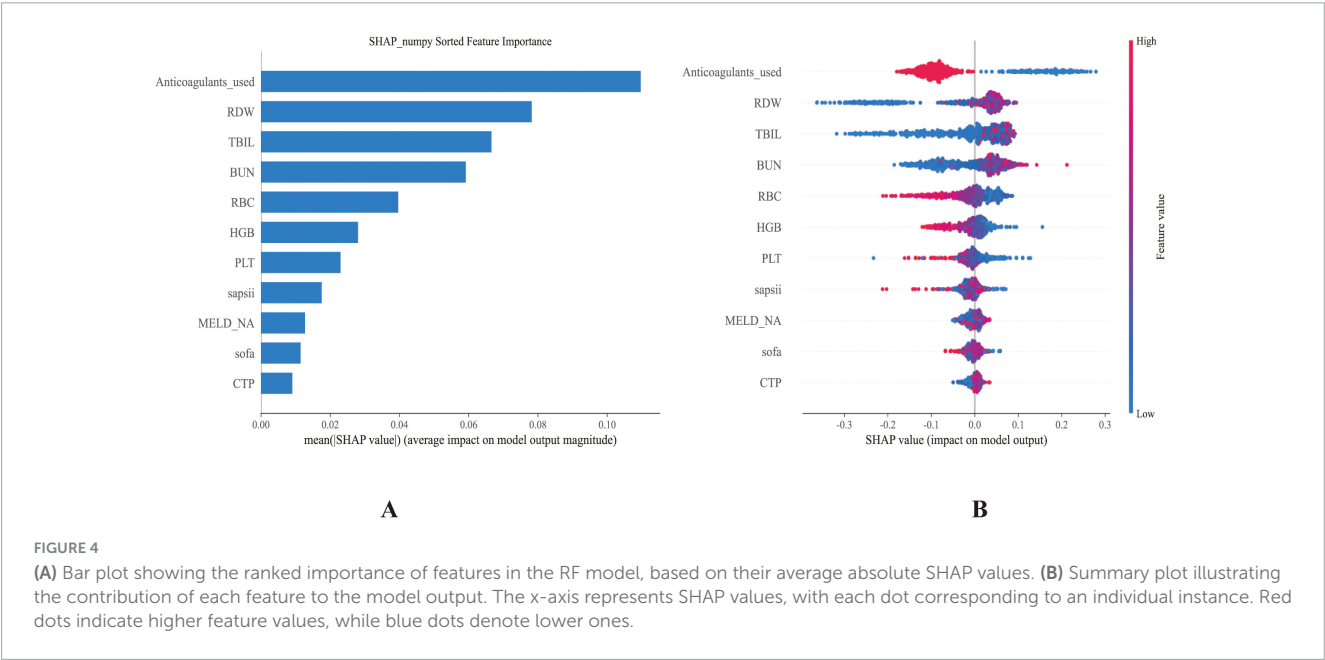 SHAP_numpy Sorted Feature Importance
Anticoagulants_used
RDW
TBIL
BUN
RBC
HGB
PLT
sapsii
MELD_NA
sofa
CTP
0.00 0.02 0.04 0.06 0.08 0.10
mean(|SHAP value|) (average impact on model output magnitude)
A
Anticoagulants_used
RDW
TBIL
BUN
RBC
HGB
PLT
sapsii
MELD_NA
sofa
CTP
-0.3 -0.2 -0.1 0.0 0.1 0.2 0.3
SHAP value (impact on model output)
High
Feature value
Low
B
FIGURE 4
(A) Bar plot showing the ranked importance of features in the RF model, based on their average absolute SHAP values. (B) Summary plot illustrating
the contribution of each feature to the model output. The x-axis represents SHAP values, with each dot corresponding to an individual instance. Red
dots indicate higher feature values, while blue dots denote lower ones.